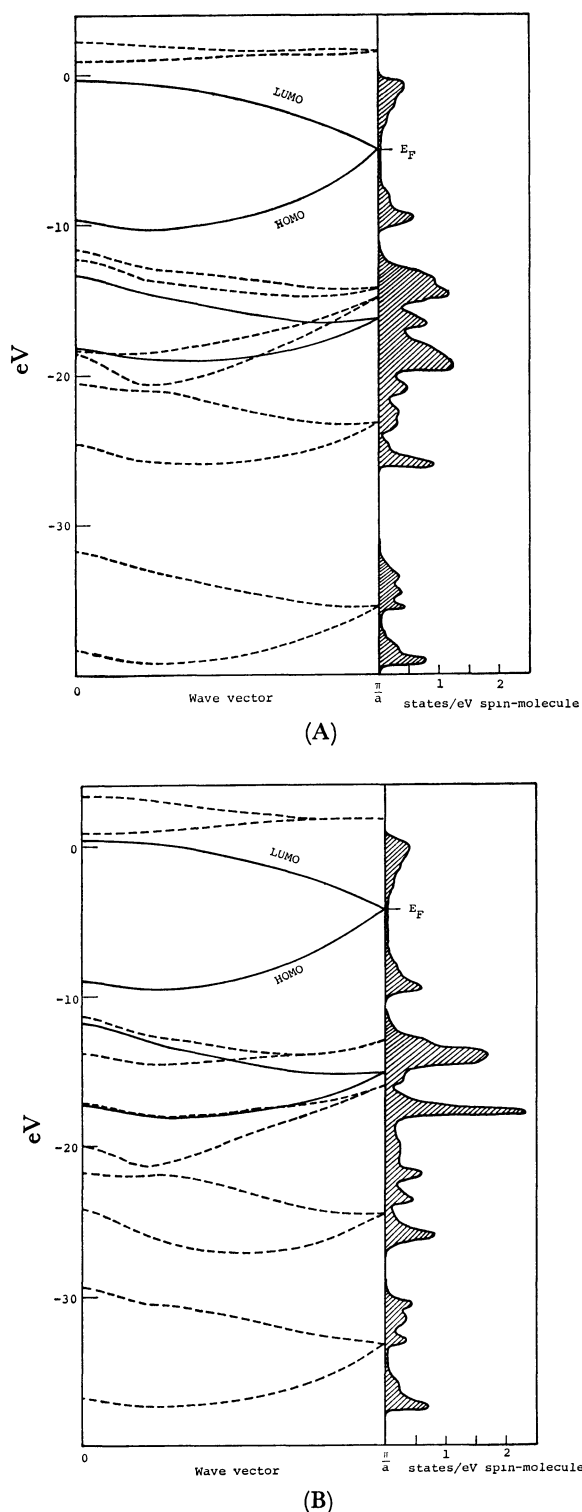 0
LUMO
E_F
HOMO
-10
eV
-20
-30
0
Wave vector
π/a
1
2
states/eV spin-molecule
(A)
0
LUMO
E_F
HOMO
-10
-20
eV
-30
0
Wave vector
π/a
1
2
states/eV spin-molecule
(B)